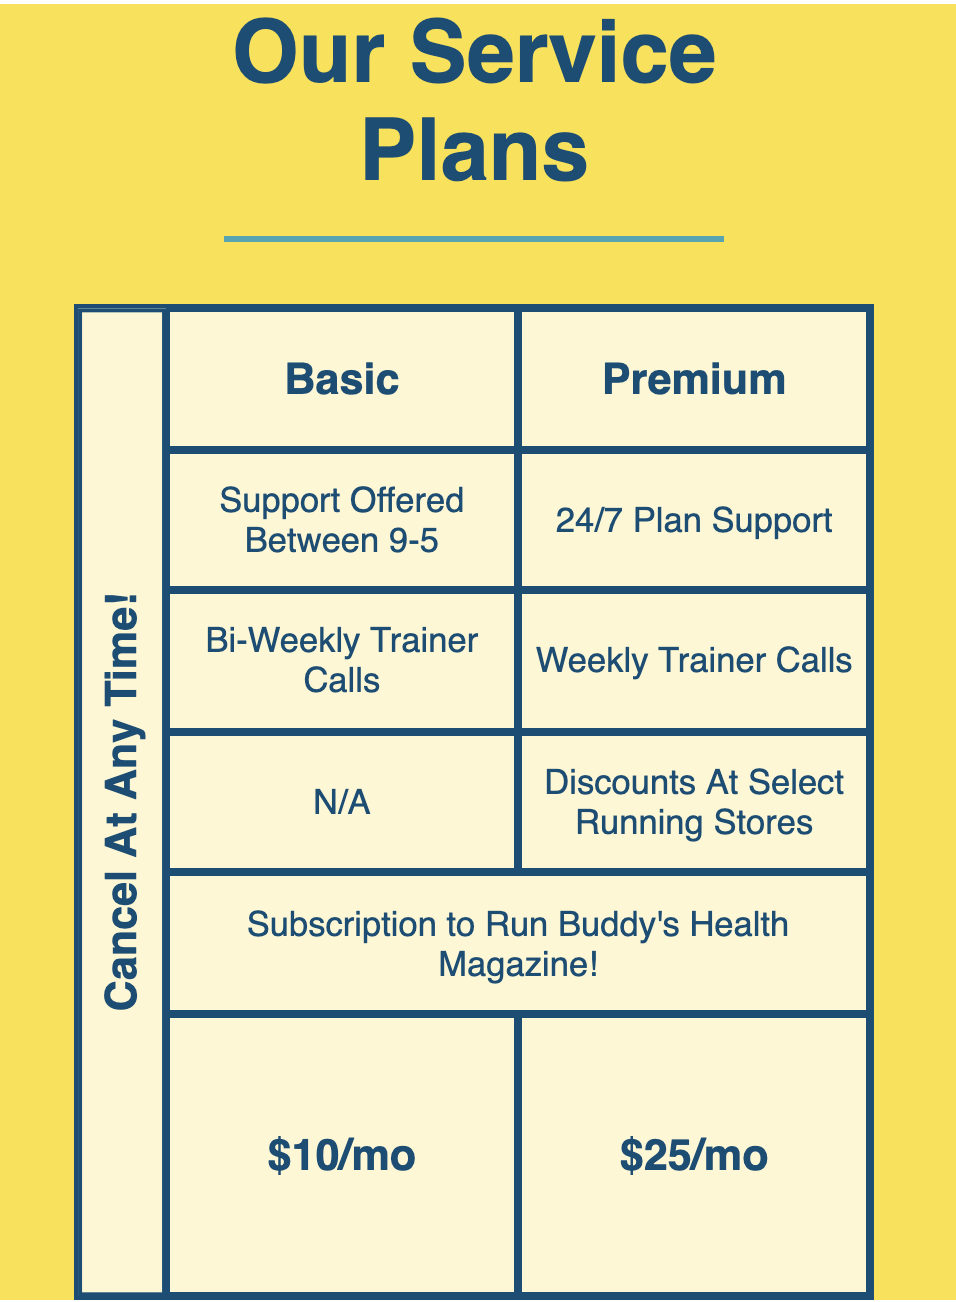 Our Service
Plans
Cancel At Any Time!
Basic
Premium
Support Offered
Between 9-5
24/7 Plan Support
Bi-Weekly Trainer
Calls
Weekly Trainer Calls
N/A
Discounts At Select
Running Stores
Subscription to Run Buddy's Health
Magazine!
$10/mo
$25/mo